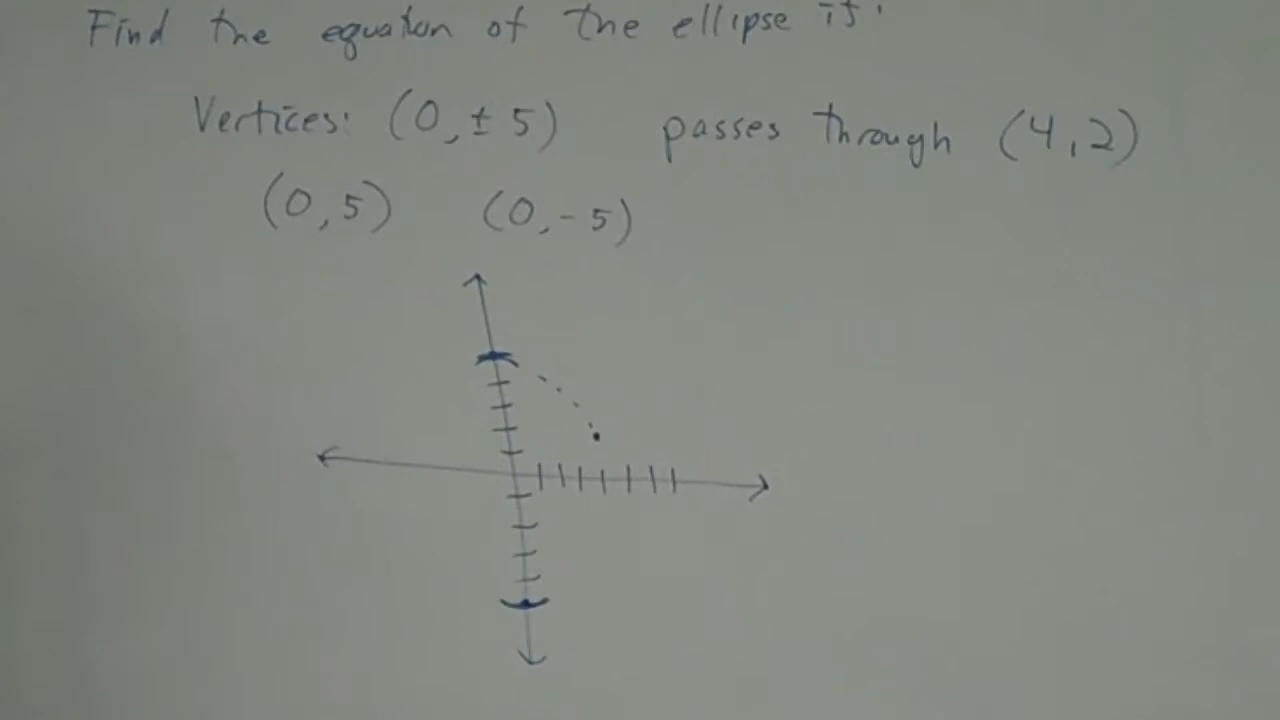 Find the equation of the ellipse if:
Vertices: (0, ± 5) passes through (4, 2)
(0, 5) (0, - 5)